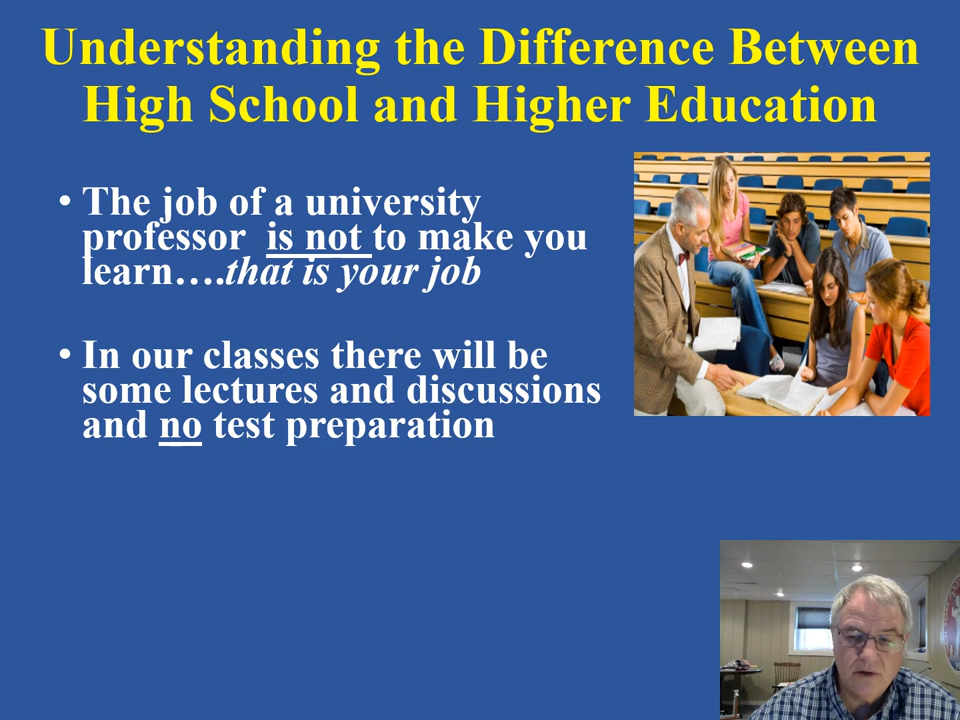 Understanding the Difference Between
High School and Higher Education
• The job of a university
professor is not to make you
learn….that is your job
• In our classes there will be
some lectures and discussions
and no test preparation